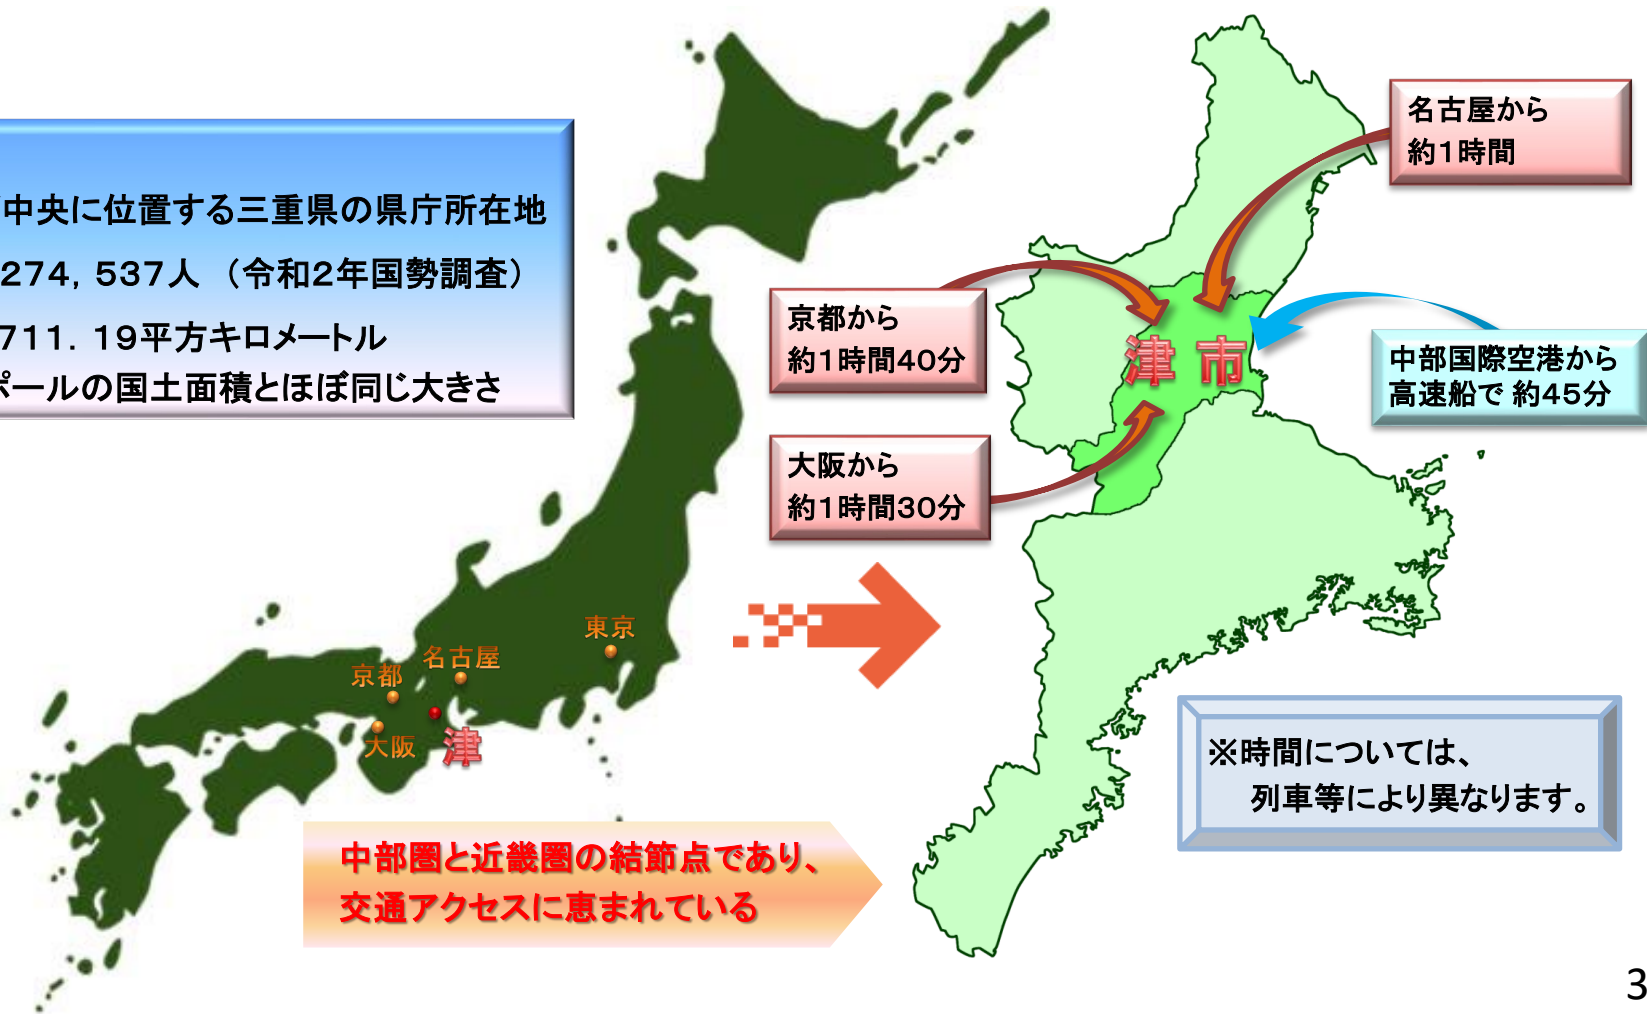 中央に位置する三重県の県庁所在地
274,537人 （令和2年国勢調査）
711.19平方キロメートル
ポールの国土面積とほぼ同じ大きさ
名古屋から
約1時間
京都から
約1時間40分
津市
中部国際空港から
高速船で 約45分
大阪から
約1時間30分
東京
名古屋
京都
大阪
津
※時間については、
列車等により異なります。
中部圏と近畿圏の結節点であり、
交通アクセスに恵まれている
3